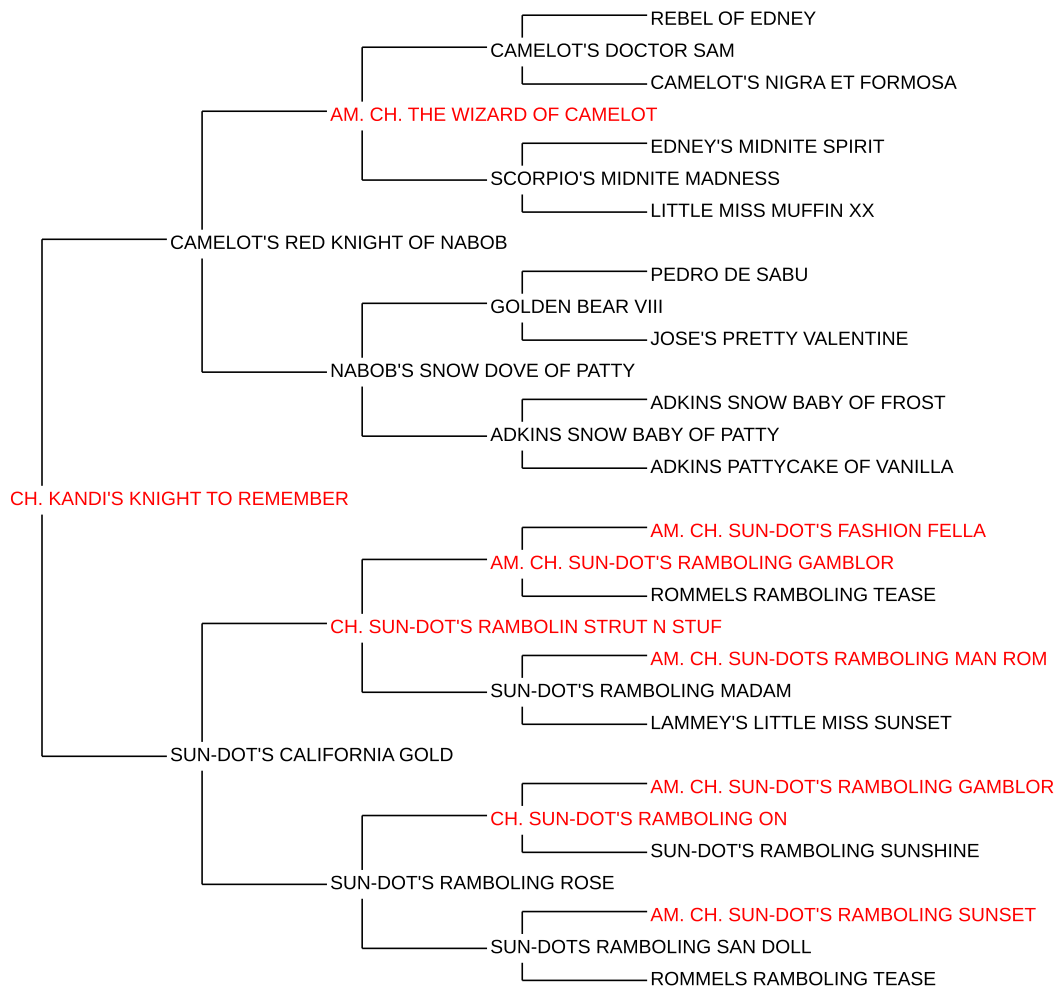 REBEL OF EDNEY
CAMELOT'S DOCTOR SAM
CAMELOT'S NIGRA ET FORMOSA
AM. CH. THE WIZARD OF CAMELOT
EDNEY'S MIDNITE SPIRIT
SCORPIO'S MIDNITE MADNESS
LITTLE MISS MUFFIN XX
CAMELOT'S RED KNIGHT OF NABOB
PEDRO DE SABU
GOLDEN BEAR VIII
JOSE'S PRETTY VALENTINE
NABOB'S SNOW DOVE OF PATTY
ADKINS SNOW BABY OF FROST
ADKINS SNOW BABY OF PATTY
ADKINS PATTYCAKE OF VANILLA
CH. KANDI'S KNIGHT TO REMEMBER
AM. CH. SUN-DOT'S FASHION FELLA
AM. CH. SUN-DOT'S RAMBOLING GAMBLOR
ROMMELS RAMBOLING TEASE
CH. SUN-DOT'S RAMBOLIN STRUT N STUF
AM. CH. SUN-DOTS RAMBOLING MAN ROM
SUN-DOT'S RAMBOLING MADAM
LAMMEY'S LITTLE MISS SUNSET
SUN-DOT'S CALIFORNIA GOLD
AM. CH. SUN-DOT'S RAMBOLING GAMBLOR
CH. SUN-DOT'S RAMBOLING ON
SUN-DOT'S RAMBOLING SUNSHINE
SUN-DOT'S RAMBOLING ROSE
AM. CH. SUN-DOT'S RAMBOLING SUNSET
SUN-DOTS RAMBOLING SAN DOLL
ROMMELS RAMBOLING TEASE